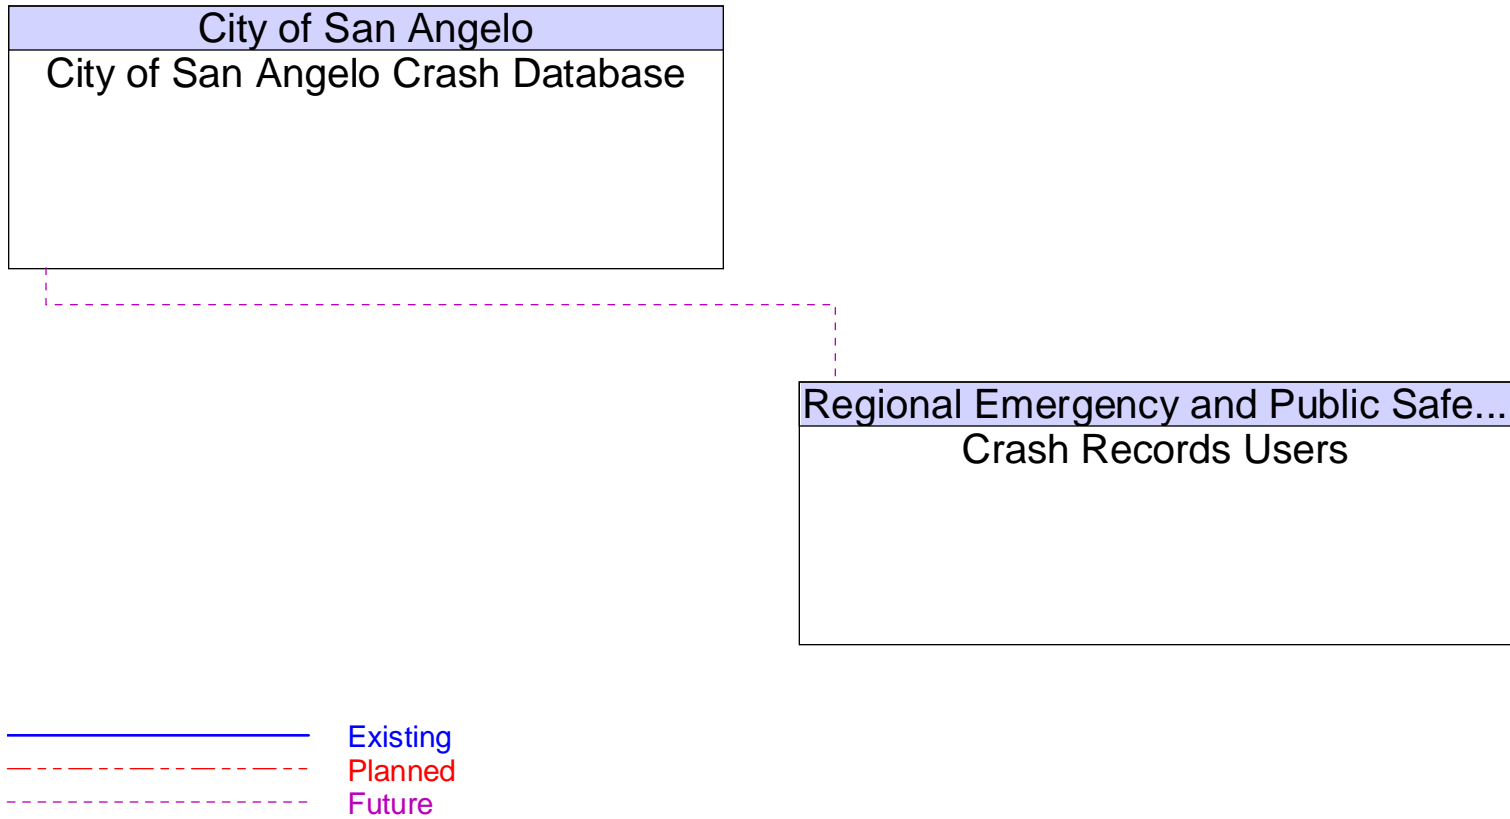 City of San Angelo
City of San Angelo Crash Database
Regional Emergency and Public Safe...
Crash Records Users
Existing
Planned
Future